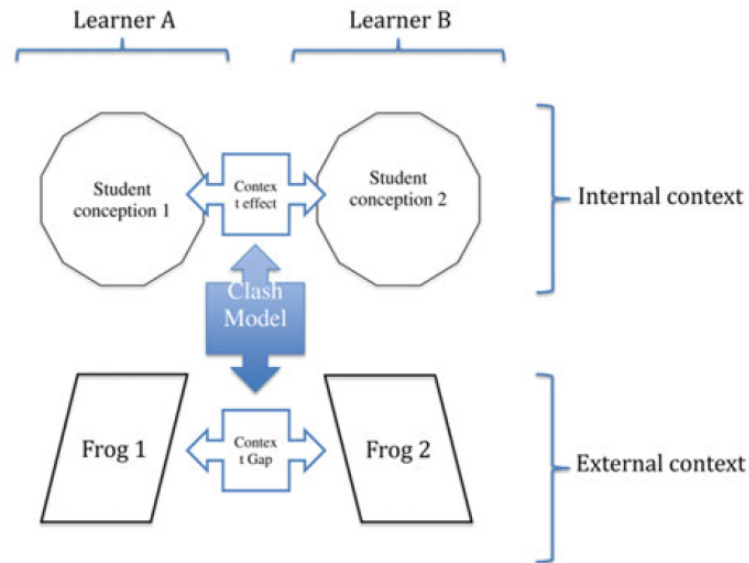 Learner A
Learner B
Student
conception 1
Contex
t effect
Student
conception 2
Internal context
Clash
Model
Frog 1
Contex
t Gap
Frog 2
External context